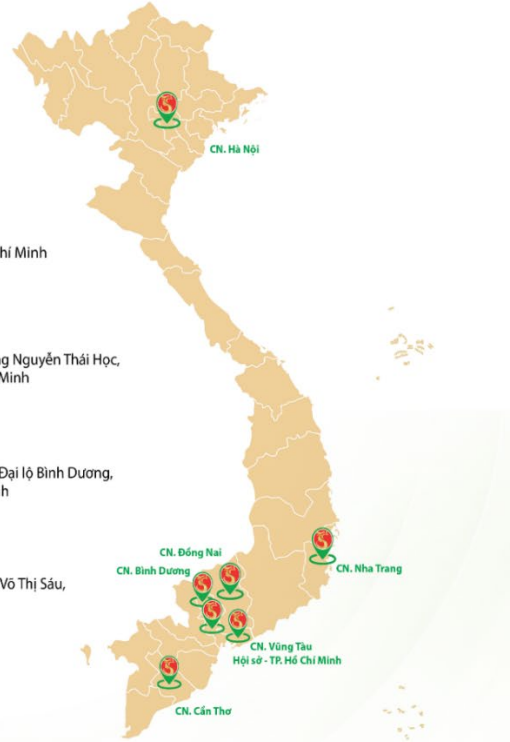 CN. Hà Nội
hí Minh
g Nguyễn Thái Học,
Minh
Đại lộ Bình Dương,
h
CN. Đồng Nai
CN. Bình Dương
CN. Nha Trang
Võ Thị Sáu,
CN. Vũng Tàu
Hội sở - TP. Hồ Chí Minh
CN. Cần Thơ